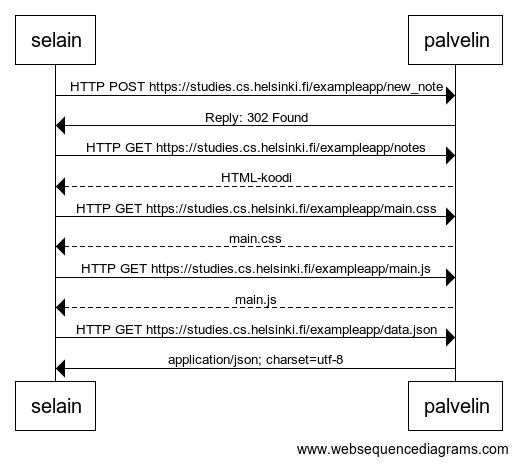 selain palvelin
HTTP POST https://studies.cs.helsinki.fi/exampleapp/new_note
Reply: 302 Found
HTTP GET https://studies.cs.helsinki.fi/exampleapp/notes
HTML-koodi
HTTP GET https://studies.cs.helsinki.fi/exampleapp/main.css
main.css
HTTP GET https://studies.cs.helsinki.fi/exampleapp/main.js
main.js
HTTP GET https://studies.cs.helsinki.fi/exampleapp/data.json
application/json; charset=utf-8
selain palvelin
www.websequencediagrams.com